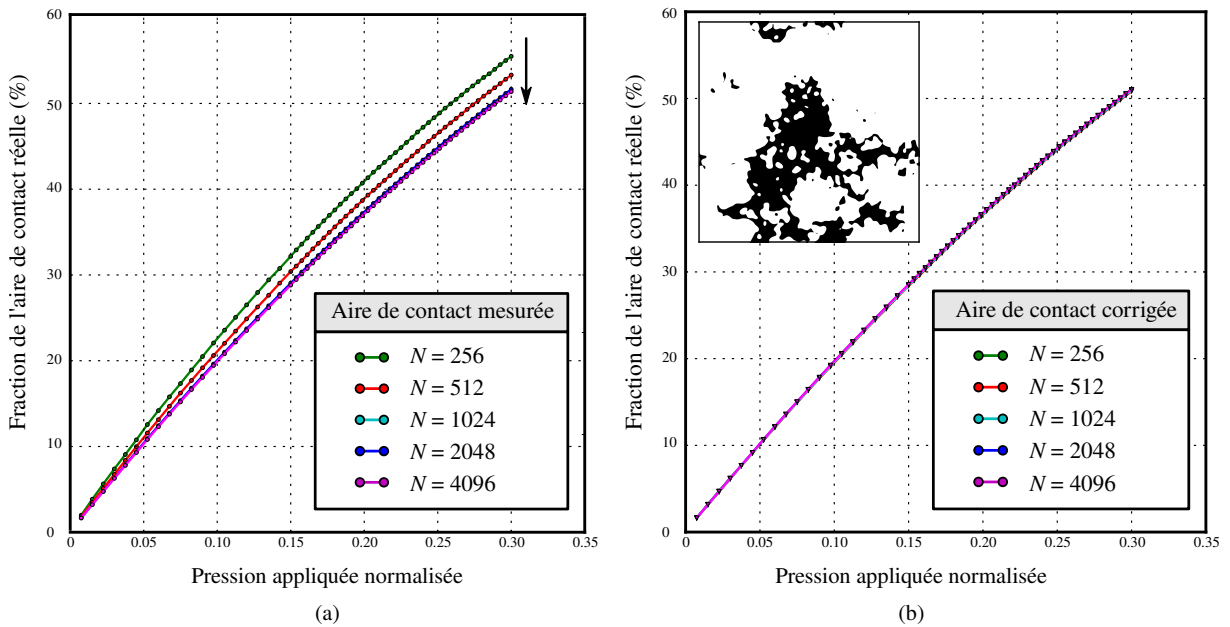 60
50
40
30
20
10
0
0
0.05
0.10
0.15
0.20
0.25
0.30
0.35
Fraction de l'aire de contact réelle (%)
Pression appliquée normalisée
Aire de contact mesurée
N = 256
N = 512
N = 1024
N = 2048
N = 4096
(a)
60
50
40
30
20
10
0
0
0.05
0.10
0.15
0.20
0.25
0.30
0.35
Fraction de l'aire de contact réelle (%)
Pression appliquée normalisée
Aire de contact corrigée
N = 256
N = 512
N = 1024
N = 2048
N = 4096
(b)